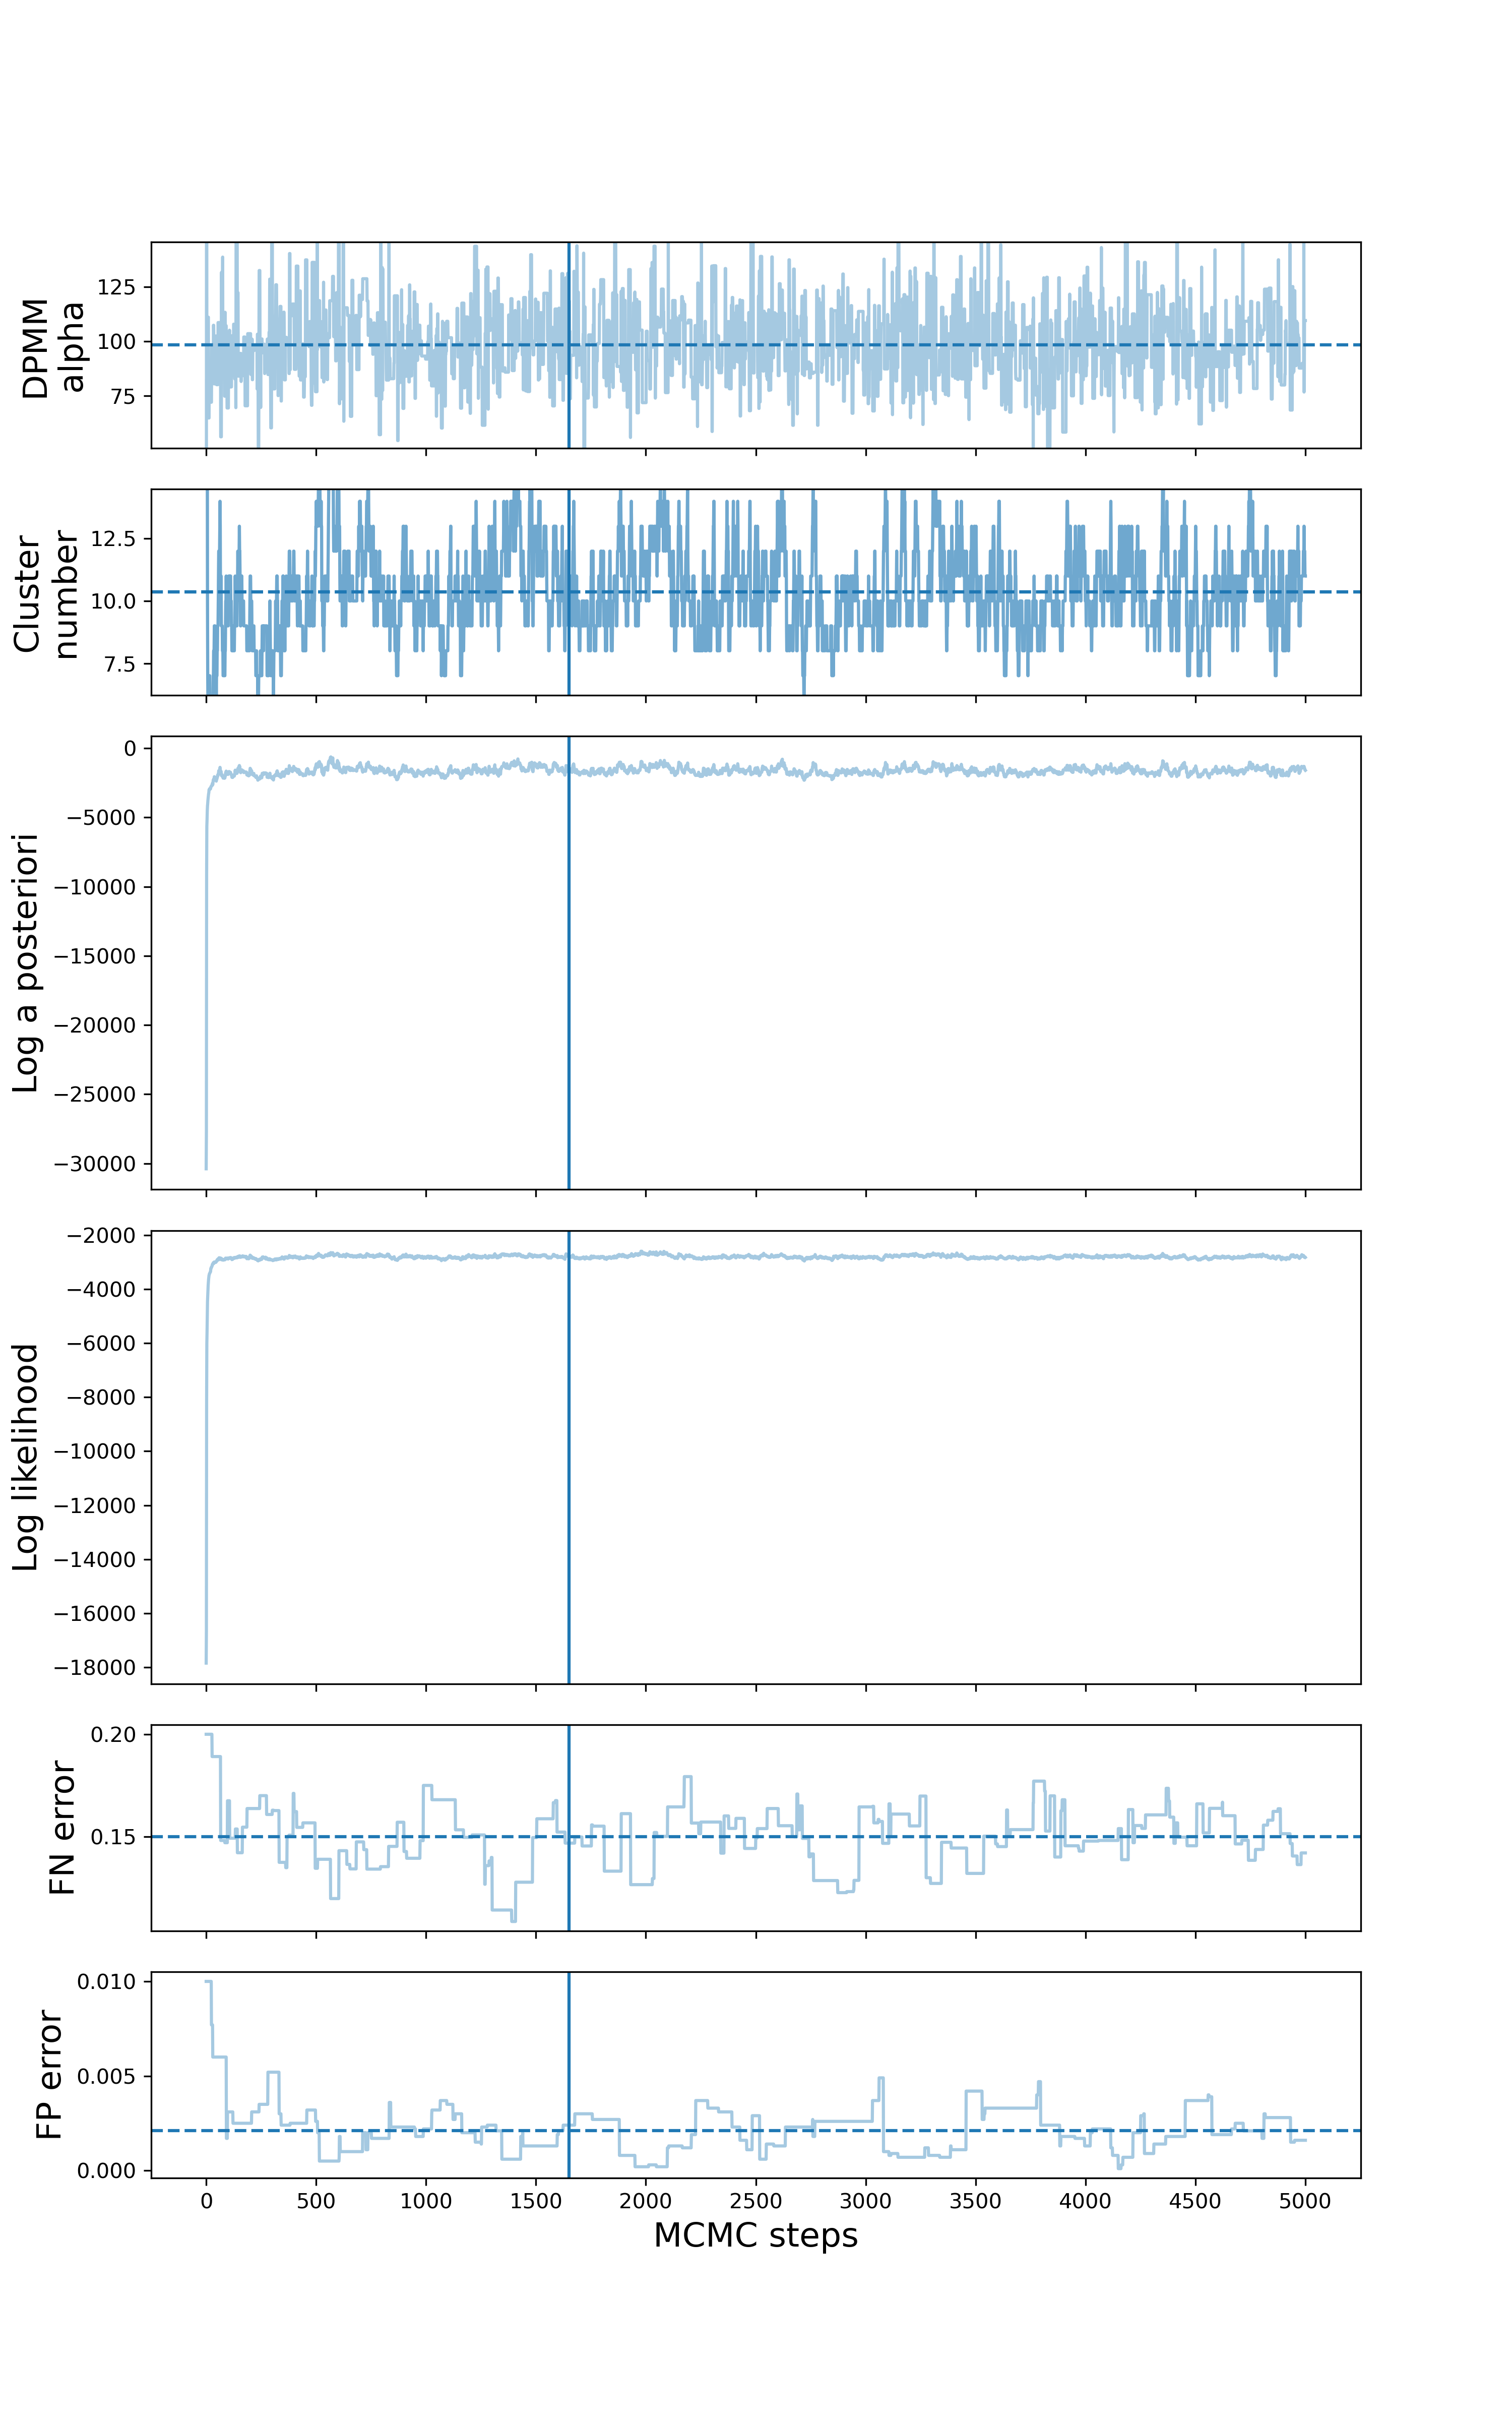 DPMM
alpha
125
100
75
Cluster
number
12.5
10.0
7.5
Log a posteriori
0
−5000
−10000
−15000
−20000
−25000
−30000
Log likelihood
−2000
−4000
−6000
−8000
−10000
−12000
−14000
−16000
−18000
FN error
0.20
0.15
FP error
0.010
0.005
0.000
0 500 1000 1500 2000 2500 3000 3500 4000 4500 5000
MCMC steps